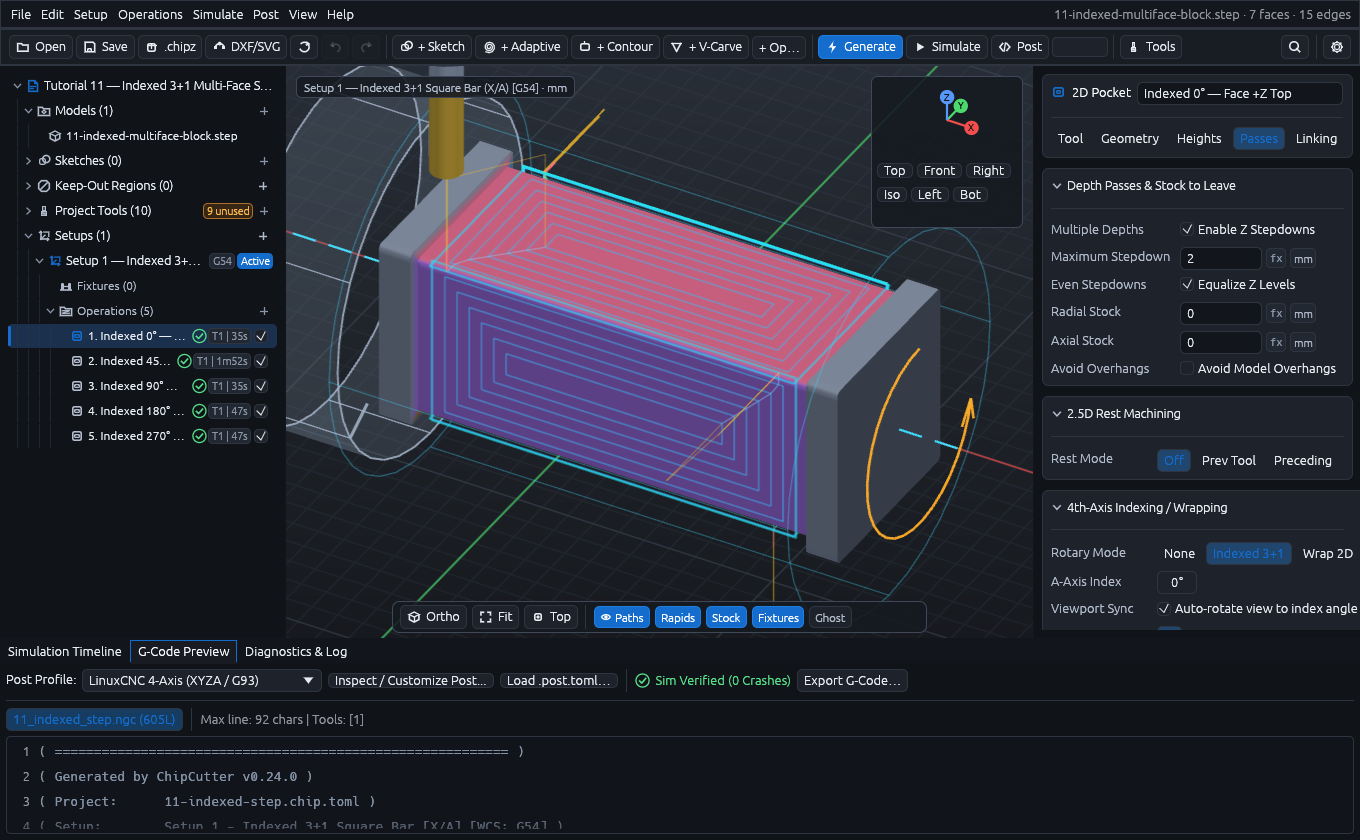 File Edit Setup Operations Simulate Post View Help
11-indexed-multiface-block.step · 7 faces · 15 edges
Open Save .chipz DXF/SVG + Sketch + Adaptive + Contour + V-Carve + Op… Generate Simulate Post Tools
Tutorial 11 — Indexed 3+1 Multi-Face S…
Models (1) +
11-indexed-multiface-block.step
Sketches (0) +
Keep-Out Regions (0) +
Project Tools (10) 9 unused +
Setups (1) +
Setup 1 — Indexed 3+… G54 Active
Fixtures (0)
Operations (5) +
1. Indexed 0° — … T1 | 35s
2. Indexed 45… T1 | 1m52s
3. Indexed 90° … T1 | 35s
4. Indexed 180° … T1 | 47s
5. Indexed 270° … T1 | 47s
Setup 1 — Indexed 3+1 Square Bar (X/A) [G54] · mm
Z
Y
X
Top Front Right
Iso Left Bot
Ortho Fit Top Paths Rapids Stock Fixtures Ghost
2D Pocket Indexed 0° — Face +Z Top
Tool Geometry Heights Passes Linking
Depth Passes & Stock to Leave
Multiple Depths Enable Z Stepdowns
Maximum Stepdown 2 fx mm
Even Stepdowns Equalize Z Levels
Radial Stock 0 fx mm
Axial Stock 0 fx mm
Avoid Overhangs Avoid Model Overhangs
2.5D Rest Machining
Rest Mode Off Prev Tool Preceding
4th-Axis Indexing / Wrapping
Rotary Mode None Indexed 3+1 Wrap 2D
A-Axis Index 0°
Viewport Sync Auto-rotate view to index angle
Simulation Timeline G-Code Preview Diagnostics & Log
Post Profile: LinuxCNC 4-Axis (XYZA / G93) Inspect / Customize Post… Load .post.toml… Sim Verified (0 Crashes) Export G-Code…
11_indexed_step.ngc (605L) Max line: 92 chars | Tools: [1]
1 ( ========================================================== )
2 ( Generated by ChipCutter v0.24.0 )
3 ( Project: 11-indexed-step.chip.toml )
4 ( Setup: Setup 1 - Indexed 3+1 Square Bar [X/A] [WCS: G54] )